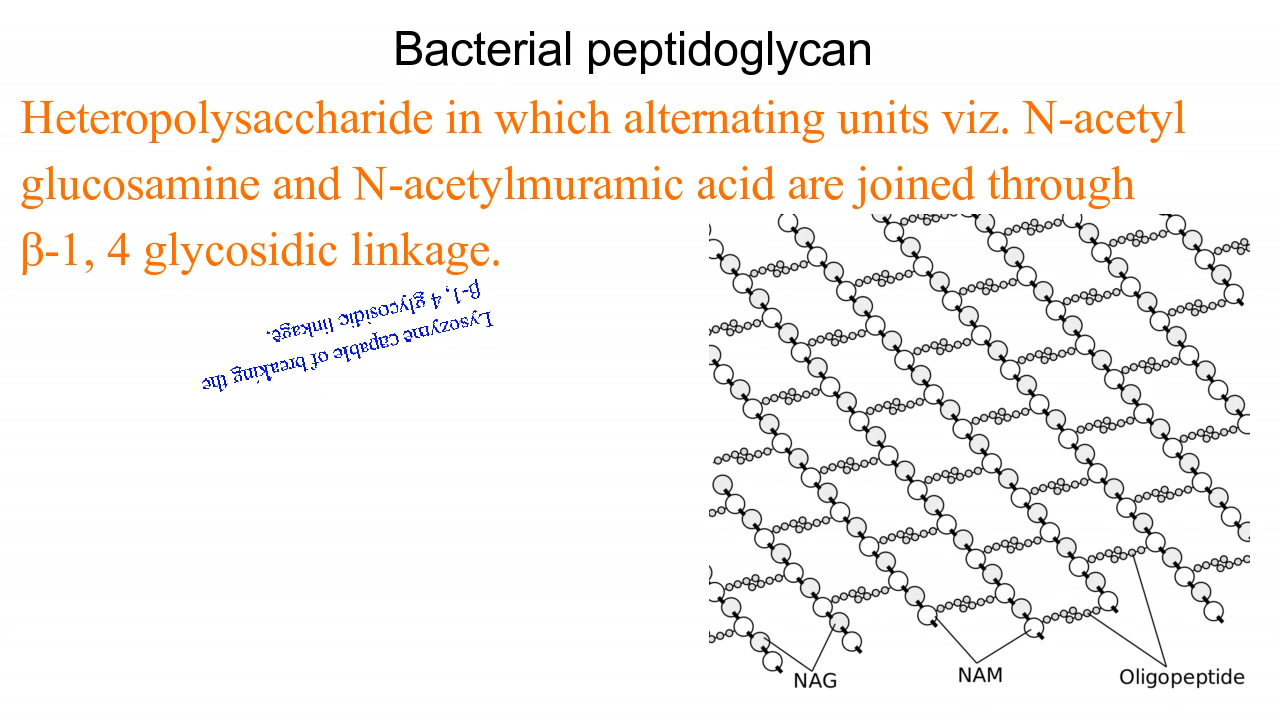 Bacterial peptidoglycan
Heteropolysaccharide in which alternating units viz. N-acetyl
glucosamine and N-acetylmuramic acid are joined through
β-1, 4 glycosidic linkage.
Lysozyme capable of breaking the
β-1, 4 glycosidic linkage.
NAG
NAM
Oligopeptide